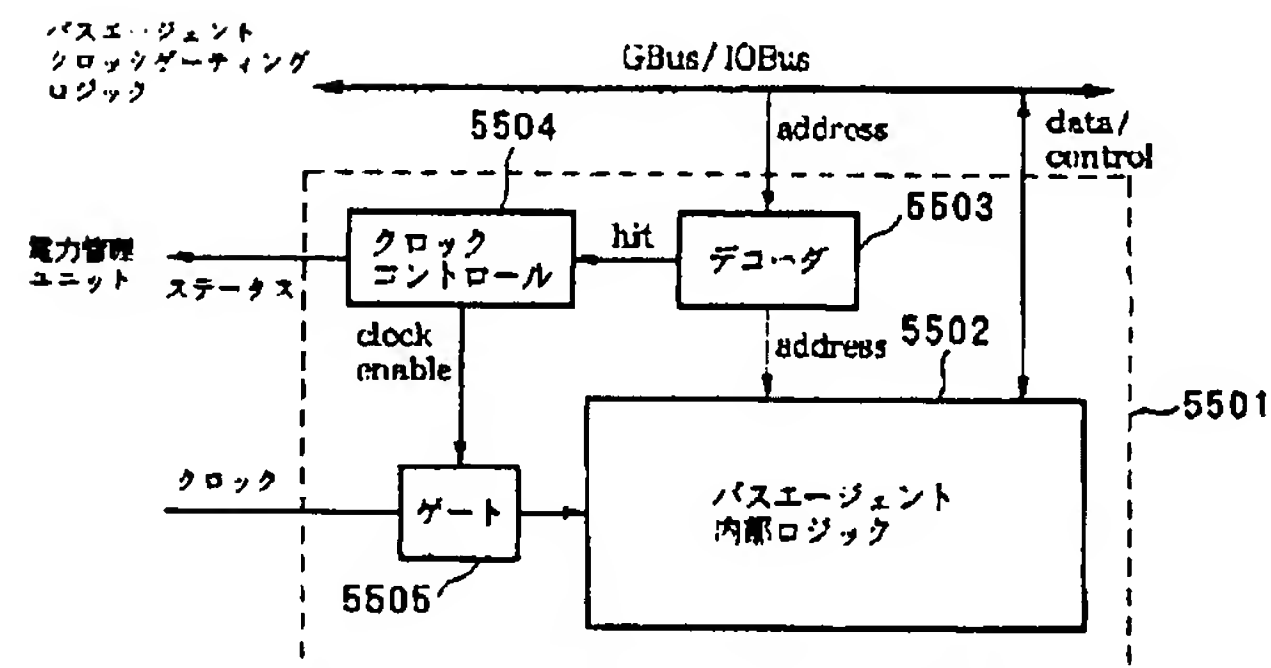 バスエージェント
クロックゲーティング
ロジック
GBus/IOBus
5504
address
data/
control
5503
電力管理
ユニット
ステータス
クロック
コントロール
hit
デコーダ
clock
enable
address
5502
5501
クロック
ゲート
バスエージェント
内部ロジック
5505